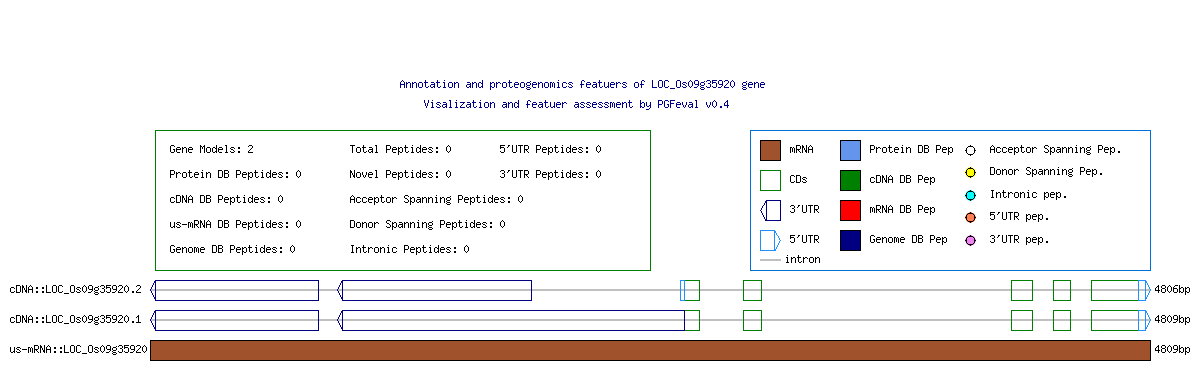 Annotation and proteogenomics featuers of LOC_Os09g35920 gene
Visalization and featuer assessment by PGFeval v0.4
Gene Models: 2 Total Peptides: 0 5'UTR Peptides: 0
Protein DB Peptides: 0 Novel Peptides: 0 3'UTR Peptides: 0
cDNA DB Peptides: 0 Acceptor Spanning Peptides: 0
us-mRNA DB Peptides: 0 Donor Spanning Peptides: 0
Genome DB Peptides: 0 Intronic Peptides: 0
mRNA Protein DB Pep Acceptor Spanning Pep.
CDs cDNA DB Pep Donor Spanning Pep.
3'UTR mRNA DB Pep Intronic pep.
5'UTR Genome DB Pep 5'UTR pep.
intron 3'UTR pep.
cDNA::LOC_Os09g35920.2 4806bp
cDNA::LOC_Os09g35920.1 4809bp
us-mRNA::LOC_Os09g35920 4809bp